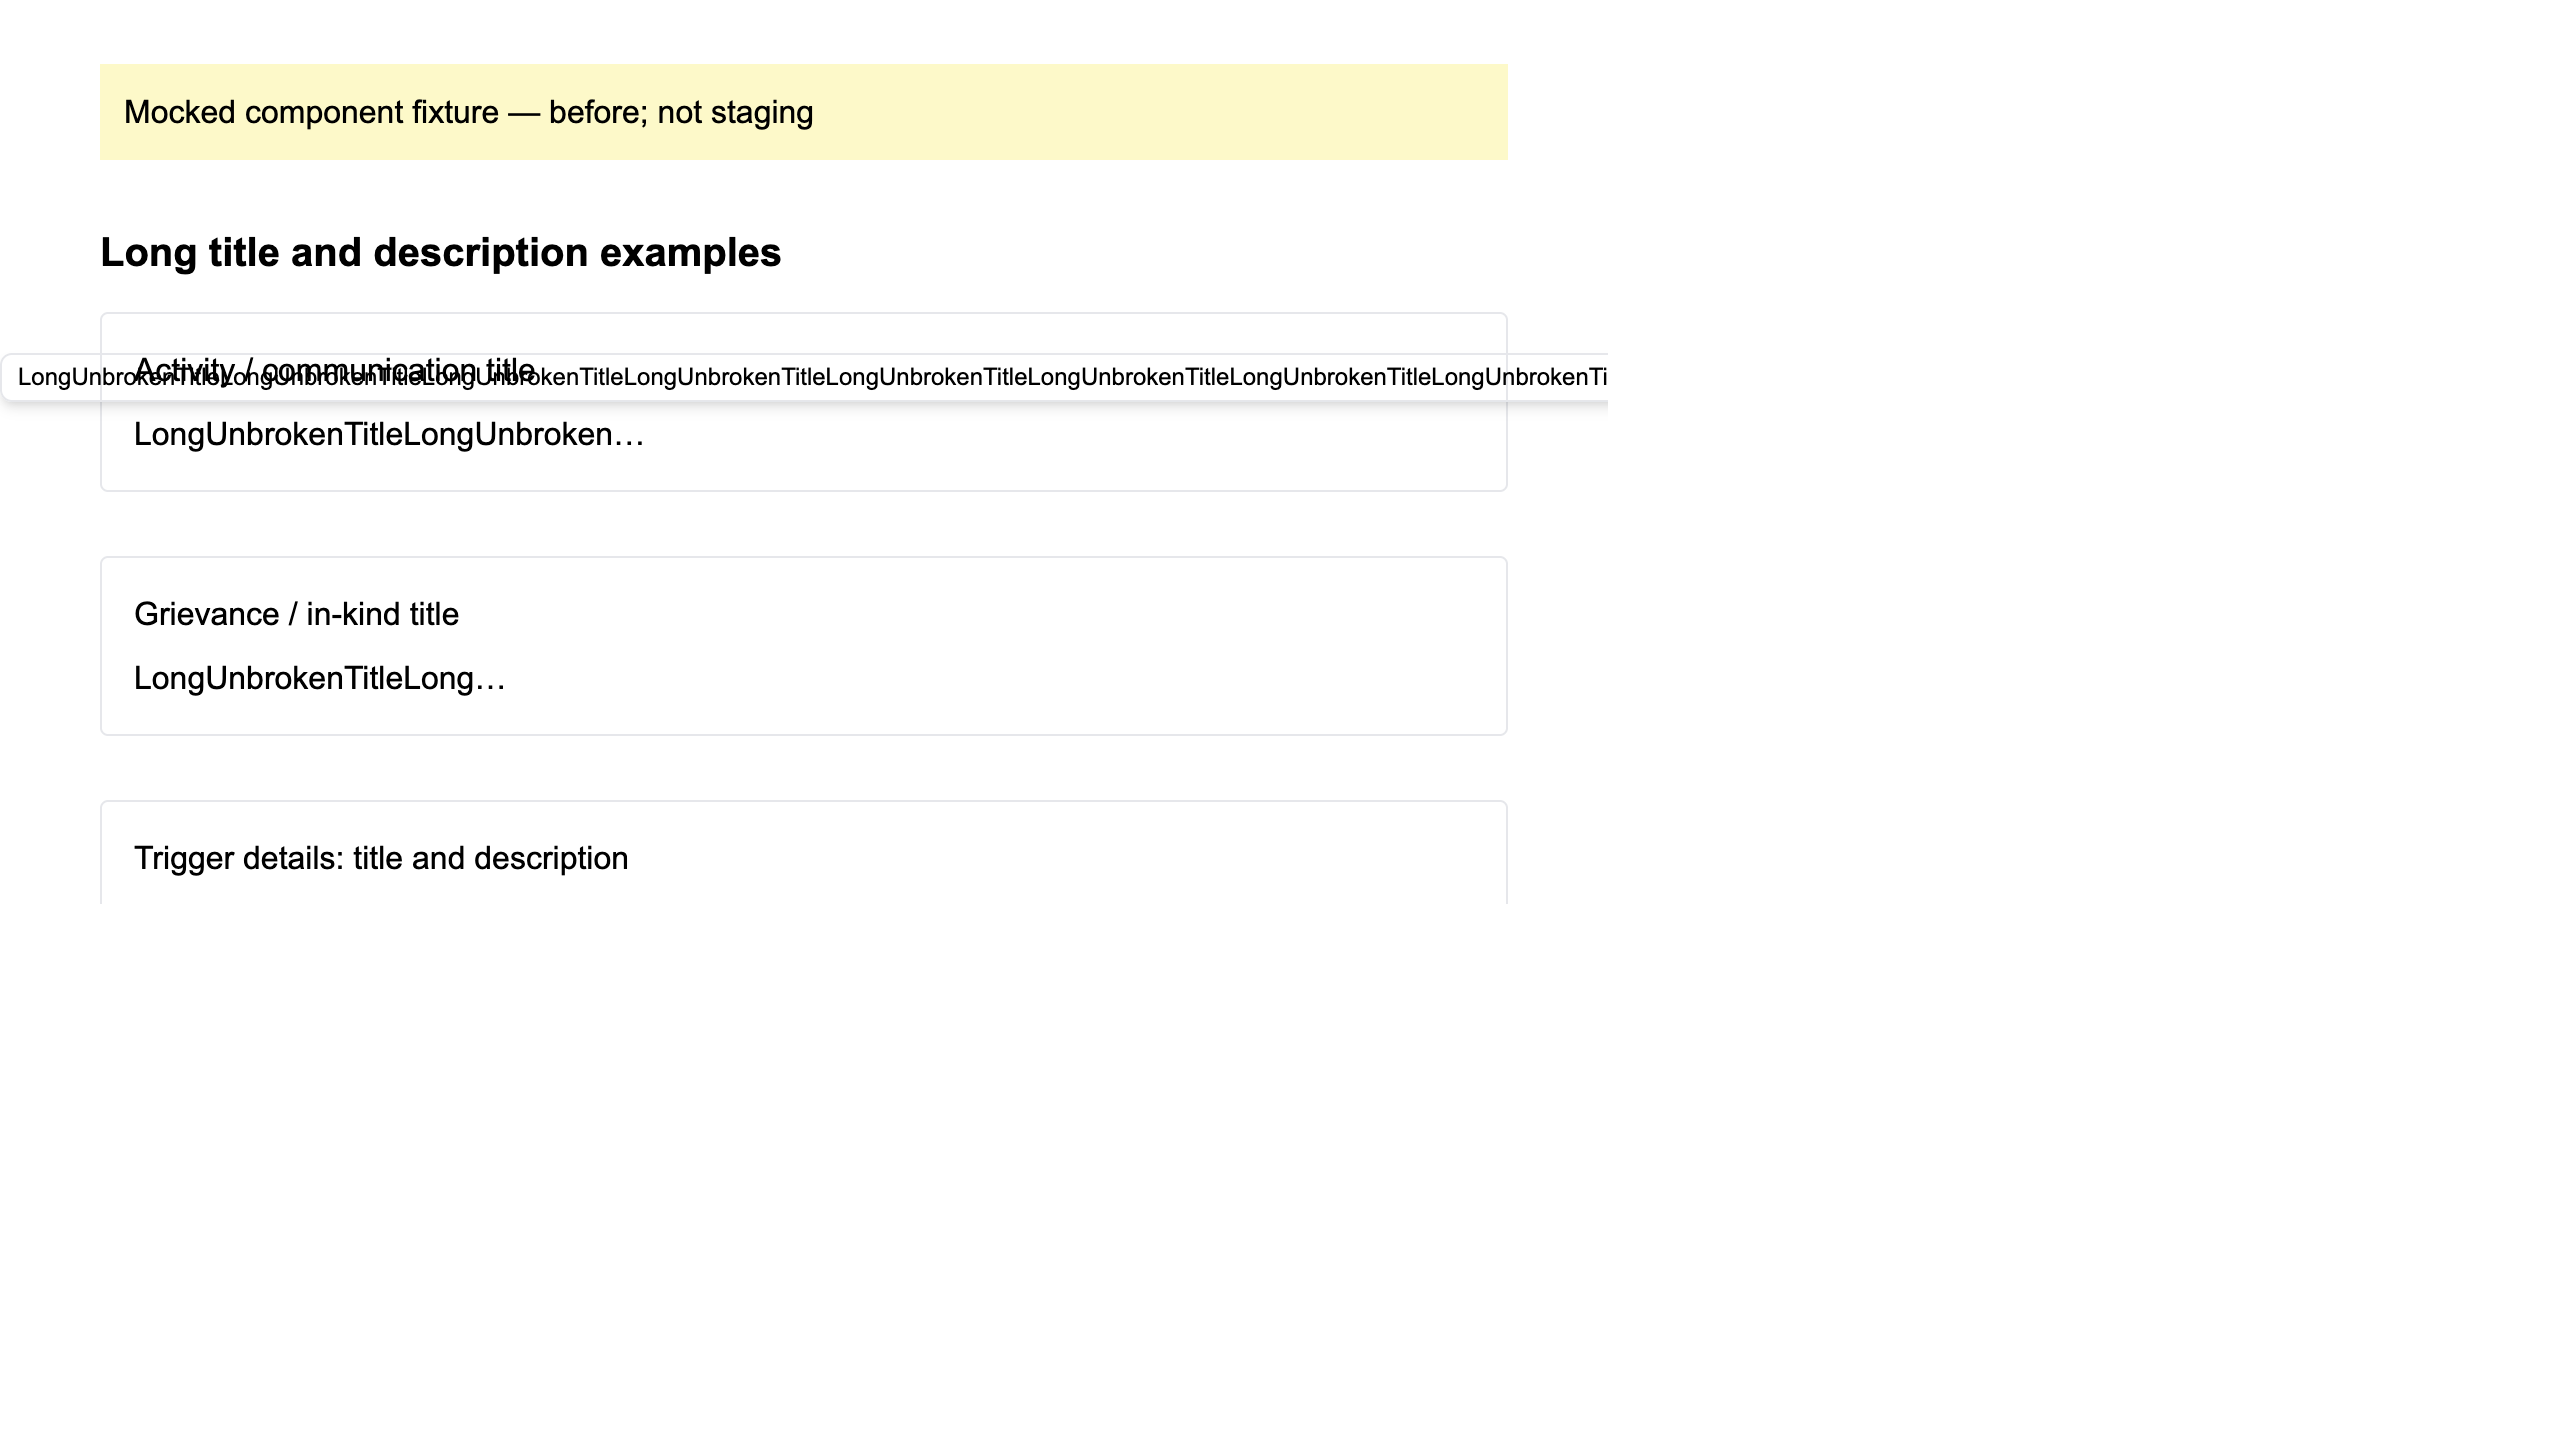 Mocked component fixture — before; not staging
Long title and description examples
Activity / communication title
LongUnbrokenTitleLongUnbrokenTitleLongUnbrokenTitleLongUnbrokenTitleLongUnbrokenTitleLongUnbrokenTitleLongUnbrokenTitleLongUnbrokenTi
LongUnbrokenTitleLongUnbroken…
Grievance / in-kind title
LongUnbrokenTitleLong…
Trigger details: title and description